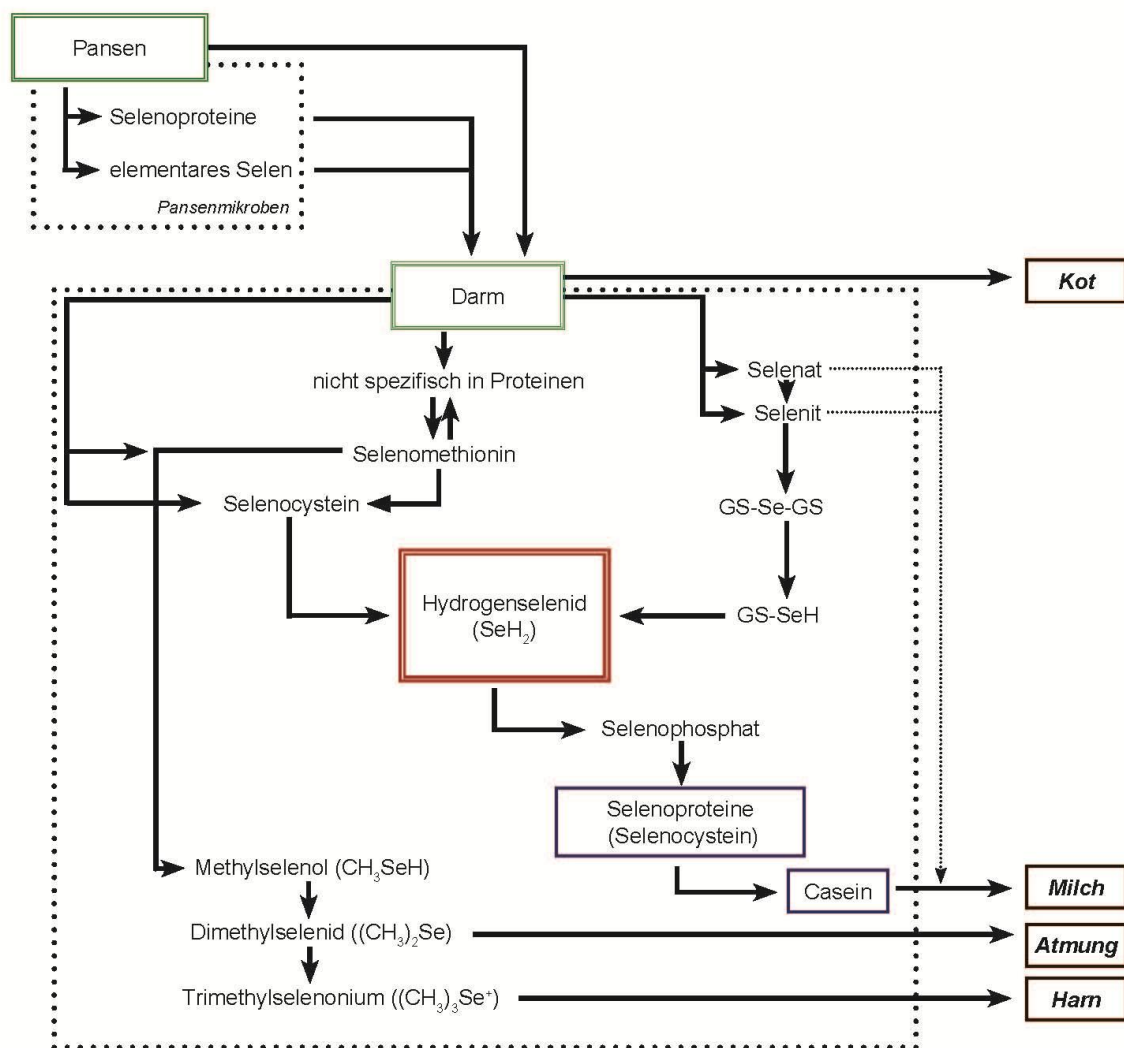 Pansen
Selenoproteine
elementares Selen
Pansenmikroben
Darm
Kot
nicht spezifisch in Proteinen
Selenat
Selenit
Selenomethionin
Selenocystein
GS-Se-GS
Hydrogenselenid
(SeH₂)
GS-SeH
Selenophosphat
Selenoproteine
(Selenocystein)
Methylselenol (CH₃SeH)
Casein
Milch
Dimethylselenid ((CH₃)₂Se)
Atmung
Trimethylselenonium ((CH₃)₃Se⁺)
Harn